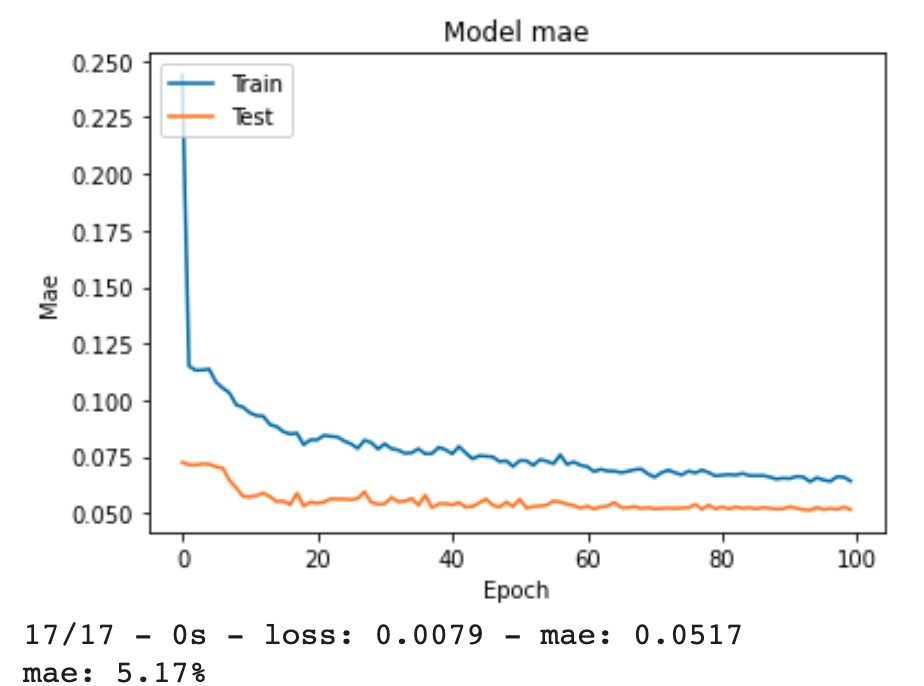 Model mae
0.250
0.225
0.200
0.175
0.150
0.125
0.100
0.075
0.050
Mae
Train
Test
0 20 40 60 80 100
Epoch
17/17 - 0s - loss: 0.0079 - mae: 0.0517
mae: 5.17%